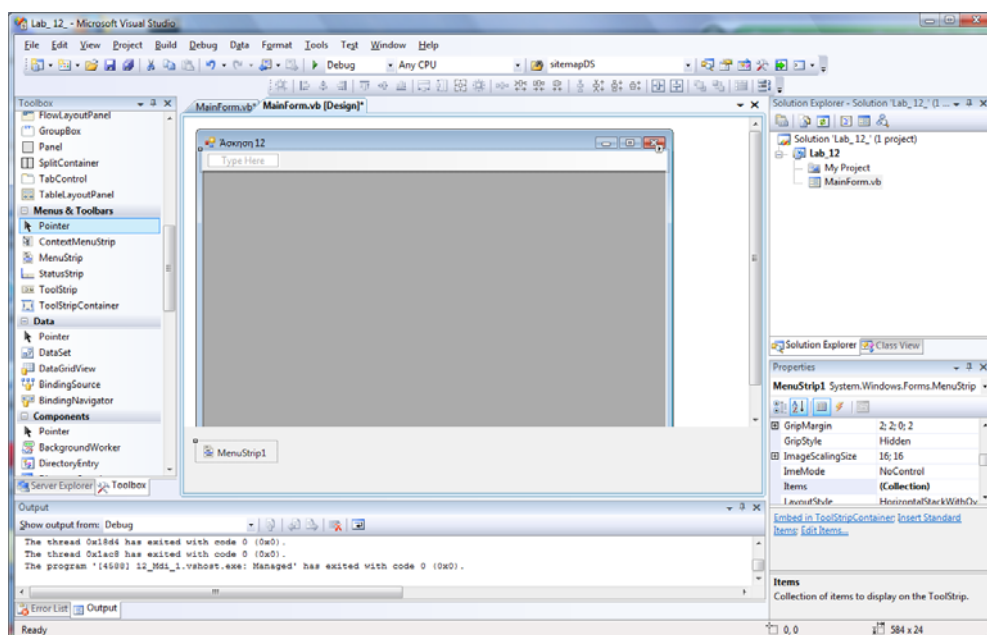 Lab_ 12_ - Microsoft Visual Studio
File Edit View Project Build Debug Data Format Tools Test Window Help
Debug Any CPU sitemapDS
Toolbox
FlowLayoutPanel
GroupBox
Panel
SplitContainer
TabControl
TableLayoutPanel
Menus & Toolbars
Pointer
ContextMenuStrip
MenuStrip
StatusStrip
ToolStrip
ToolStripContainer
Data
Pointer
DataSet
DataGridView
BindingSource
BindingNavigator
Components
Pointer
BackgroundWorker
DirectoryEntry
Server Explorer Toolbox
MainForm.vb* MainForm.vb [Design]*
Άσκηση 12
Type Here
MenuStrip1
Solution Explorer - Solution 'Lab_12_' (1 ...
Solution 'Lab_12_' (1 project)
Lab_12
My Project
MainForm.vb
Solution Explorer Class View
Properties
MenuStrip1 System.Windows.Forms.MenuStrip
GripMargin 2; 2; 0; 2
GripStyle Hidden
ImageScalingSize 16; 16
ImeMode NoControl
Items (Collection)
LayoutStyle HorizontalStackWithOv
Embed in ToolStripContainer, Insert Standard
Items, Edit Items...
Items
Collection of items to display on the ToolStrip.
Output
Show output from: Debug
The thread 0x18d4 has exited with code 0 (0x0).
The thread 0x1ac8 has exited with code 0 (0x0).
The program '[4588] 12_Mdi_1.vshost.exe: Managed' has exited with code 0 (0x0).
Error List Output
Ready 0, 0 584 x 24